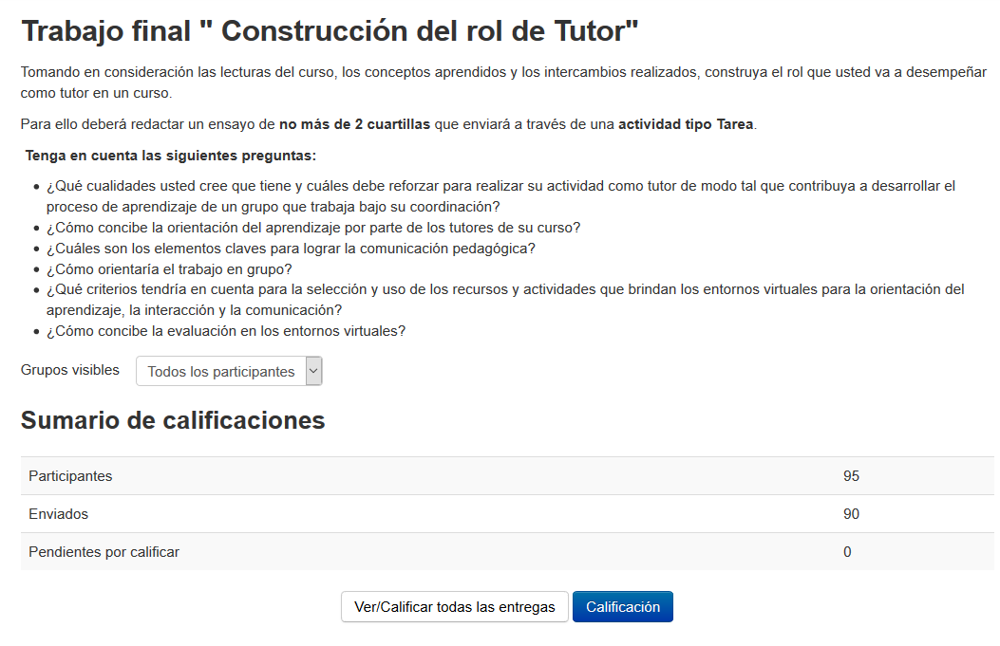 Trabajo final " Construcción del rol de Tutor"
Tomando en consideración las lecturas del curso, los conceptos aprendidos y los intercambios realizados, construya el rol que usted va a desempeñar
como tutor en un curso.
Para ello deberá redactar un ensayo de no más de 2 cuartillas que enviará a través de una actividad tipo Tarea.
Tenga en cuenta las siguientes preguntas:
• ¿Qué cualidades usted cree que tiene y cuáles debe reforzar para realizar su actividad como tutor de modo tal que contribuya a desarrollar el
proceso de aprendizaje de un grupo que trabaja bajo su coordinación?
• ¿Cómo concibe la orientación del aprendizaje por parte de los tutores de su curso?
• ¿Cuáles son los elementos claves para lograr la comunicación pedagógica?
• ¿Cómo orientaría el trabajo en grupo?
• ¿Qué criterios tendría en cuenta para la selección y uso de los recursos y actividades que brindan los entornos virtuales para la orientación del
aprendizaje, la interacción y la comunicación?
• ¿Cómo concibe la evaluación en los entornos virtuales?
Grupos visibles Todos los participantes
Sumario de calificaciones
Participantes 95
Enviados 90
Pendientes por calificar 0
Ver/Calificar todas las entregas Calificación